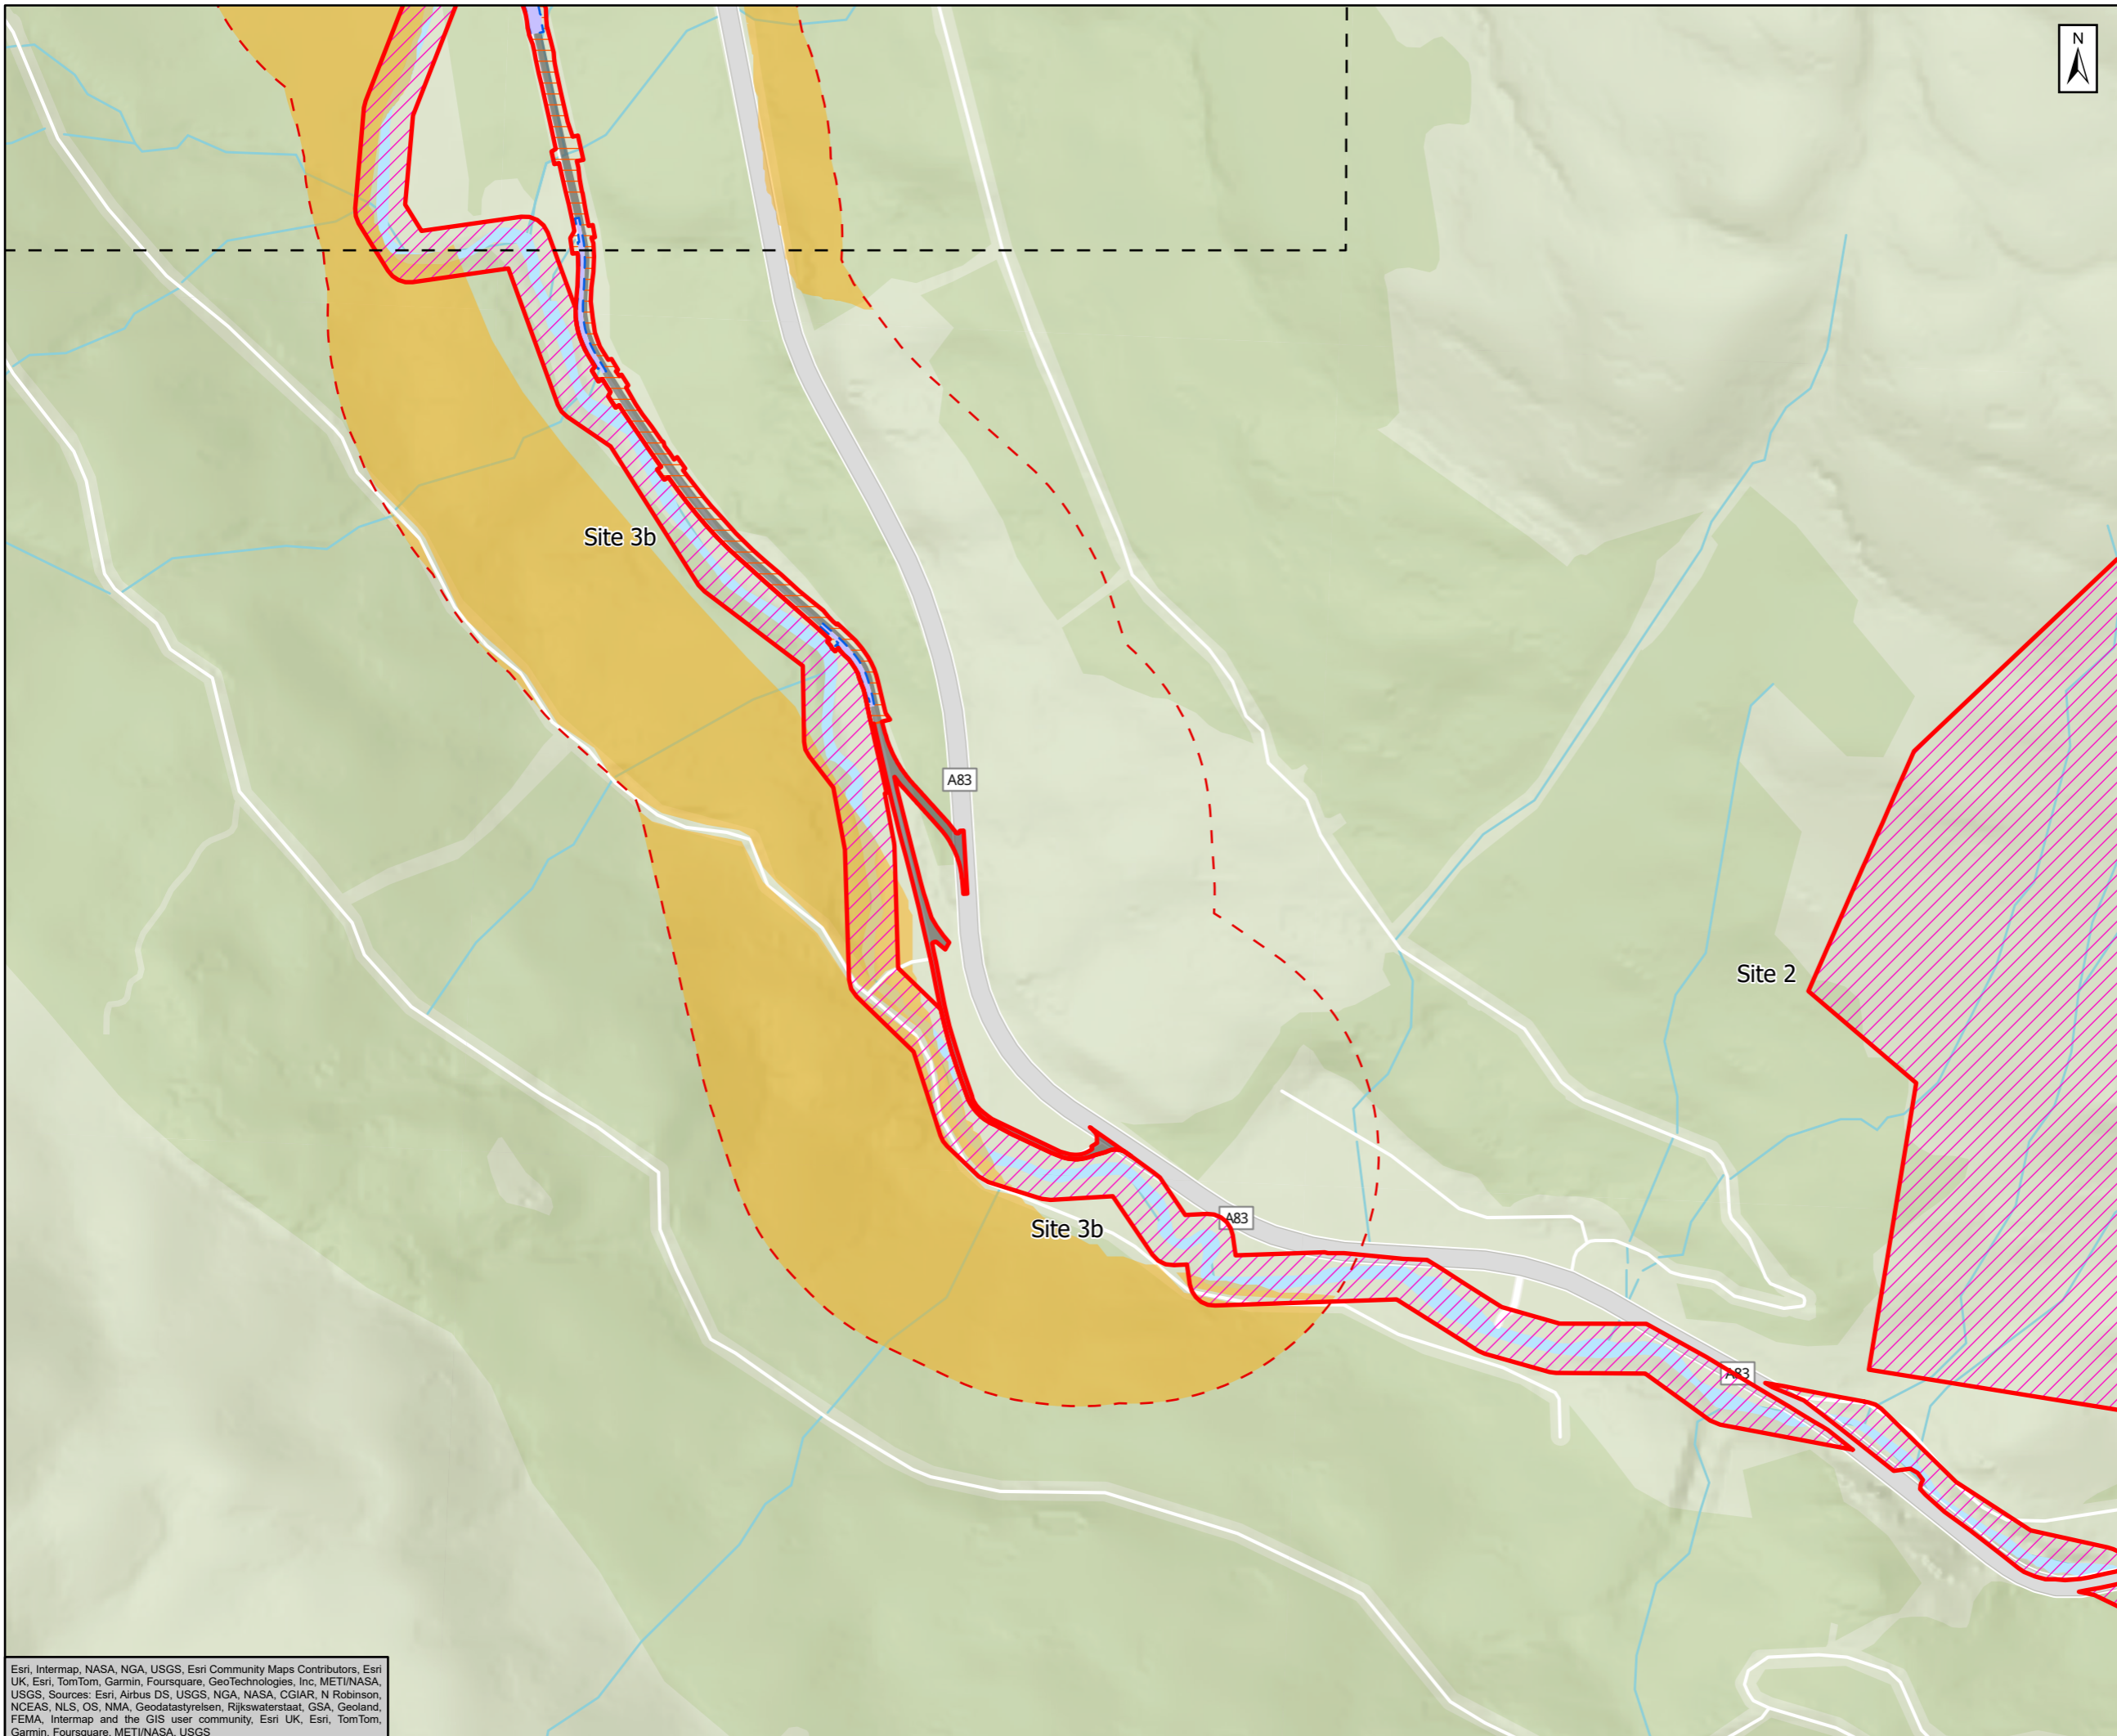 N
Site 3b
A83
Site 2
A83
Site 3b
A83
Esri, Intermap, NASA, NGA, USGS, Esri Community Maps Contributors, Esri
UK, Esri, TomTom, Garmin, Foursquare, GeoTechnologies, Inc, METI/NASA,
USGS, Sources: Esri, Airbus DS, USGS, NGA, NASA, CGIAR, N Robinson,
NCEAS, NLS, OS, NMA, Geodatastyrelsen, Rijkswaterstaat, GSA, Geoland,
FEMA, Intermap and the GIS user community, Esri UK, Esri, TomTom,
Garmin, Foursquare, METI/NASA, USGS